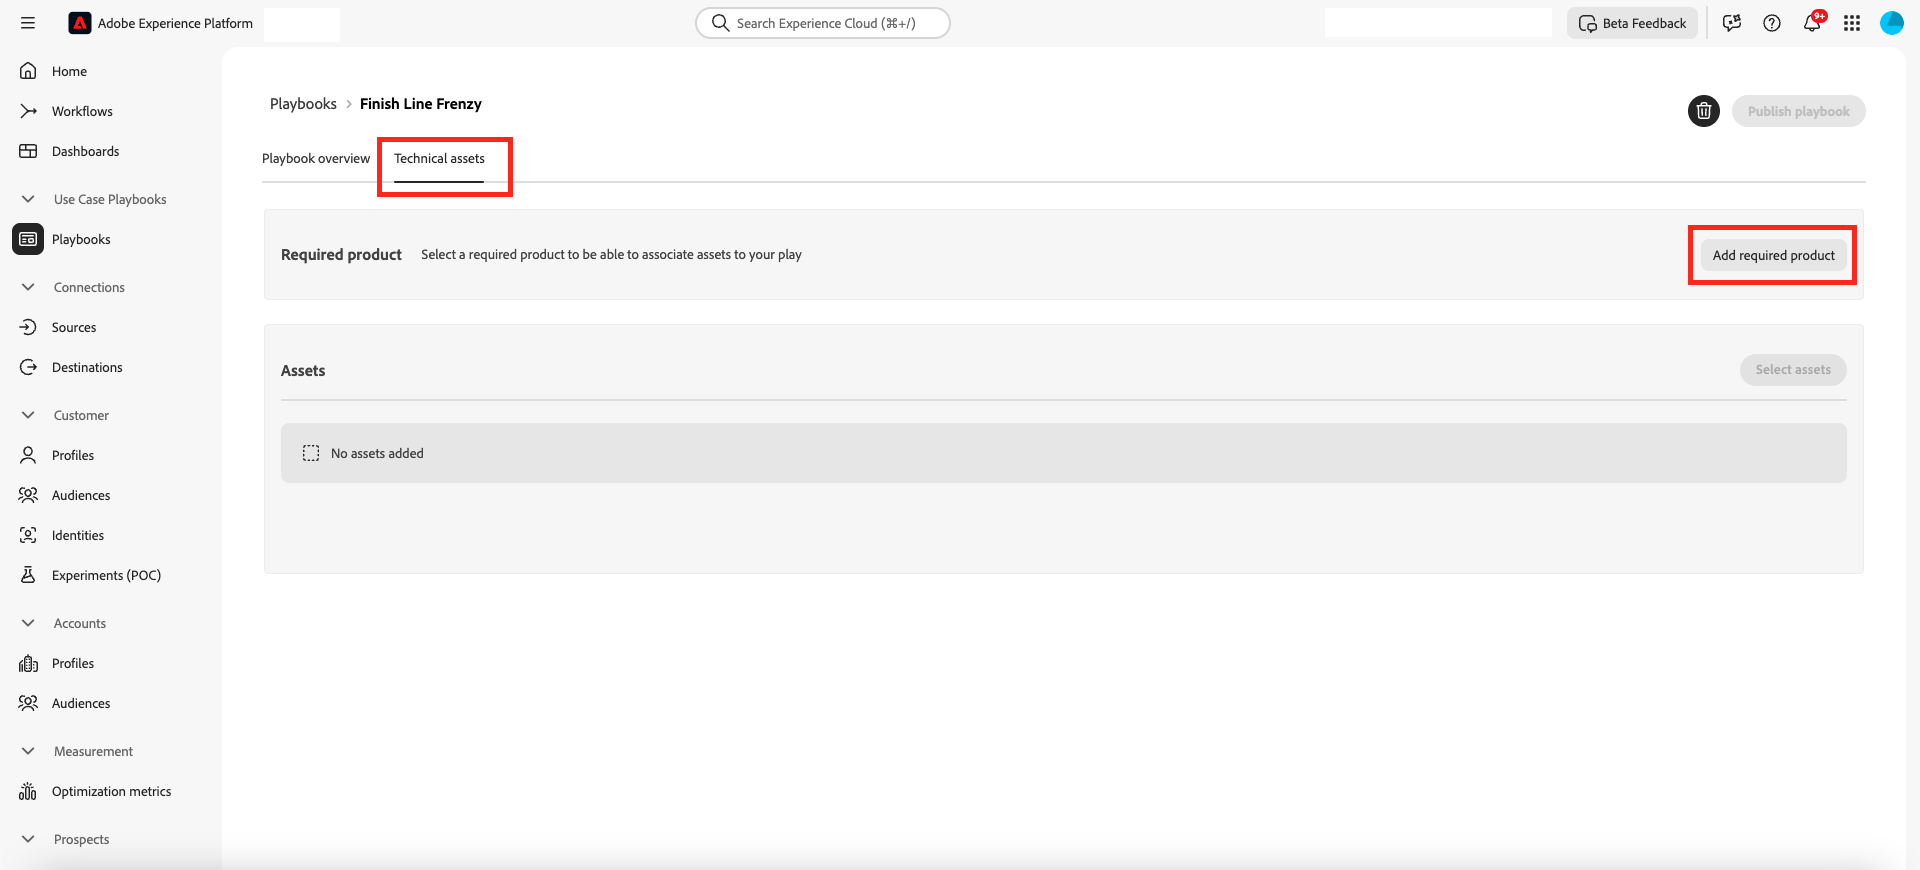 Adobe Experience Platform
Search Experience Cloud (⌘+/)
Beta Feedback
9+
Home
Workflows
Dashboards
Use Case Playbooks
Playbooks
Connections
Sources
Destinations
Customer
Profiles
Audiences
Identities
Experiments (POC)
Accounts
Profiles
Audiences
Measurement
Optimization metrics
Prospects
Playbooks > Finish Line Frenzy
Publish playbook
Playbook overview
Technical assets
Required product
Select a required product to be able to associate assets to your play
Add required product
Assets
Select assets
No assets added